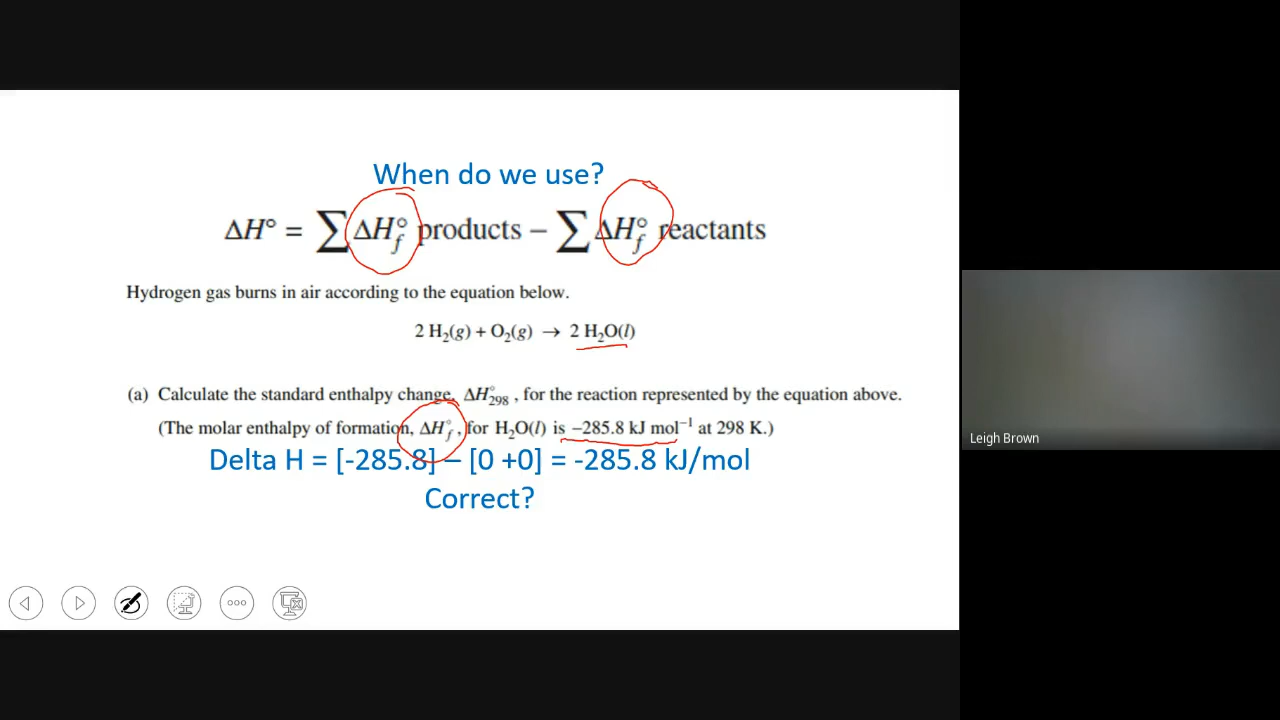 When do we use?
ΔH° = ∑ ΔH°f products – ∑ ΔH°f reactants
Hydrogen gas burns in air according to the equation below.
2 H₂(g) + O₂(g) → 2 H₂O(l)
(a) Calculate the standard enthalpy change, ΔH°₂₉₈ , for the reaction represented by the equation above.
(The molar enthalpy of formation, ΔH°f , for H₂O(l) is −285.8 kJ mol⁻¹ at 298 K.)
Delta H = [-285.8] – [0 +0] = -285.8 kJ/mol
Correct?
Leigh Brown